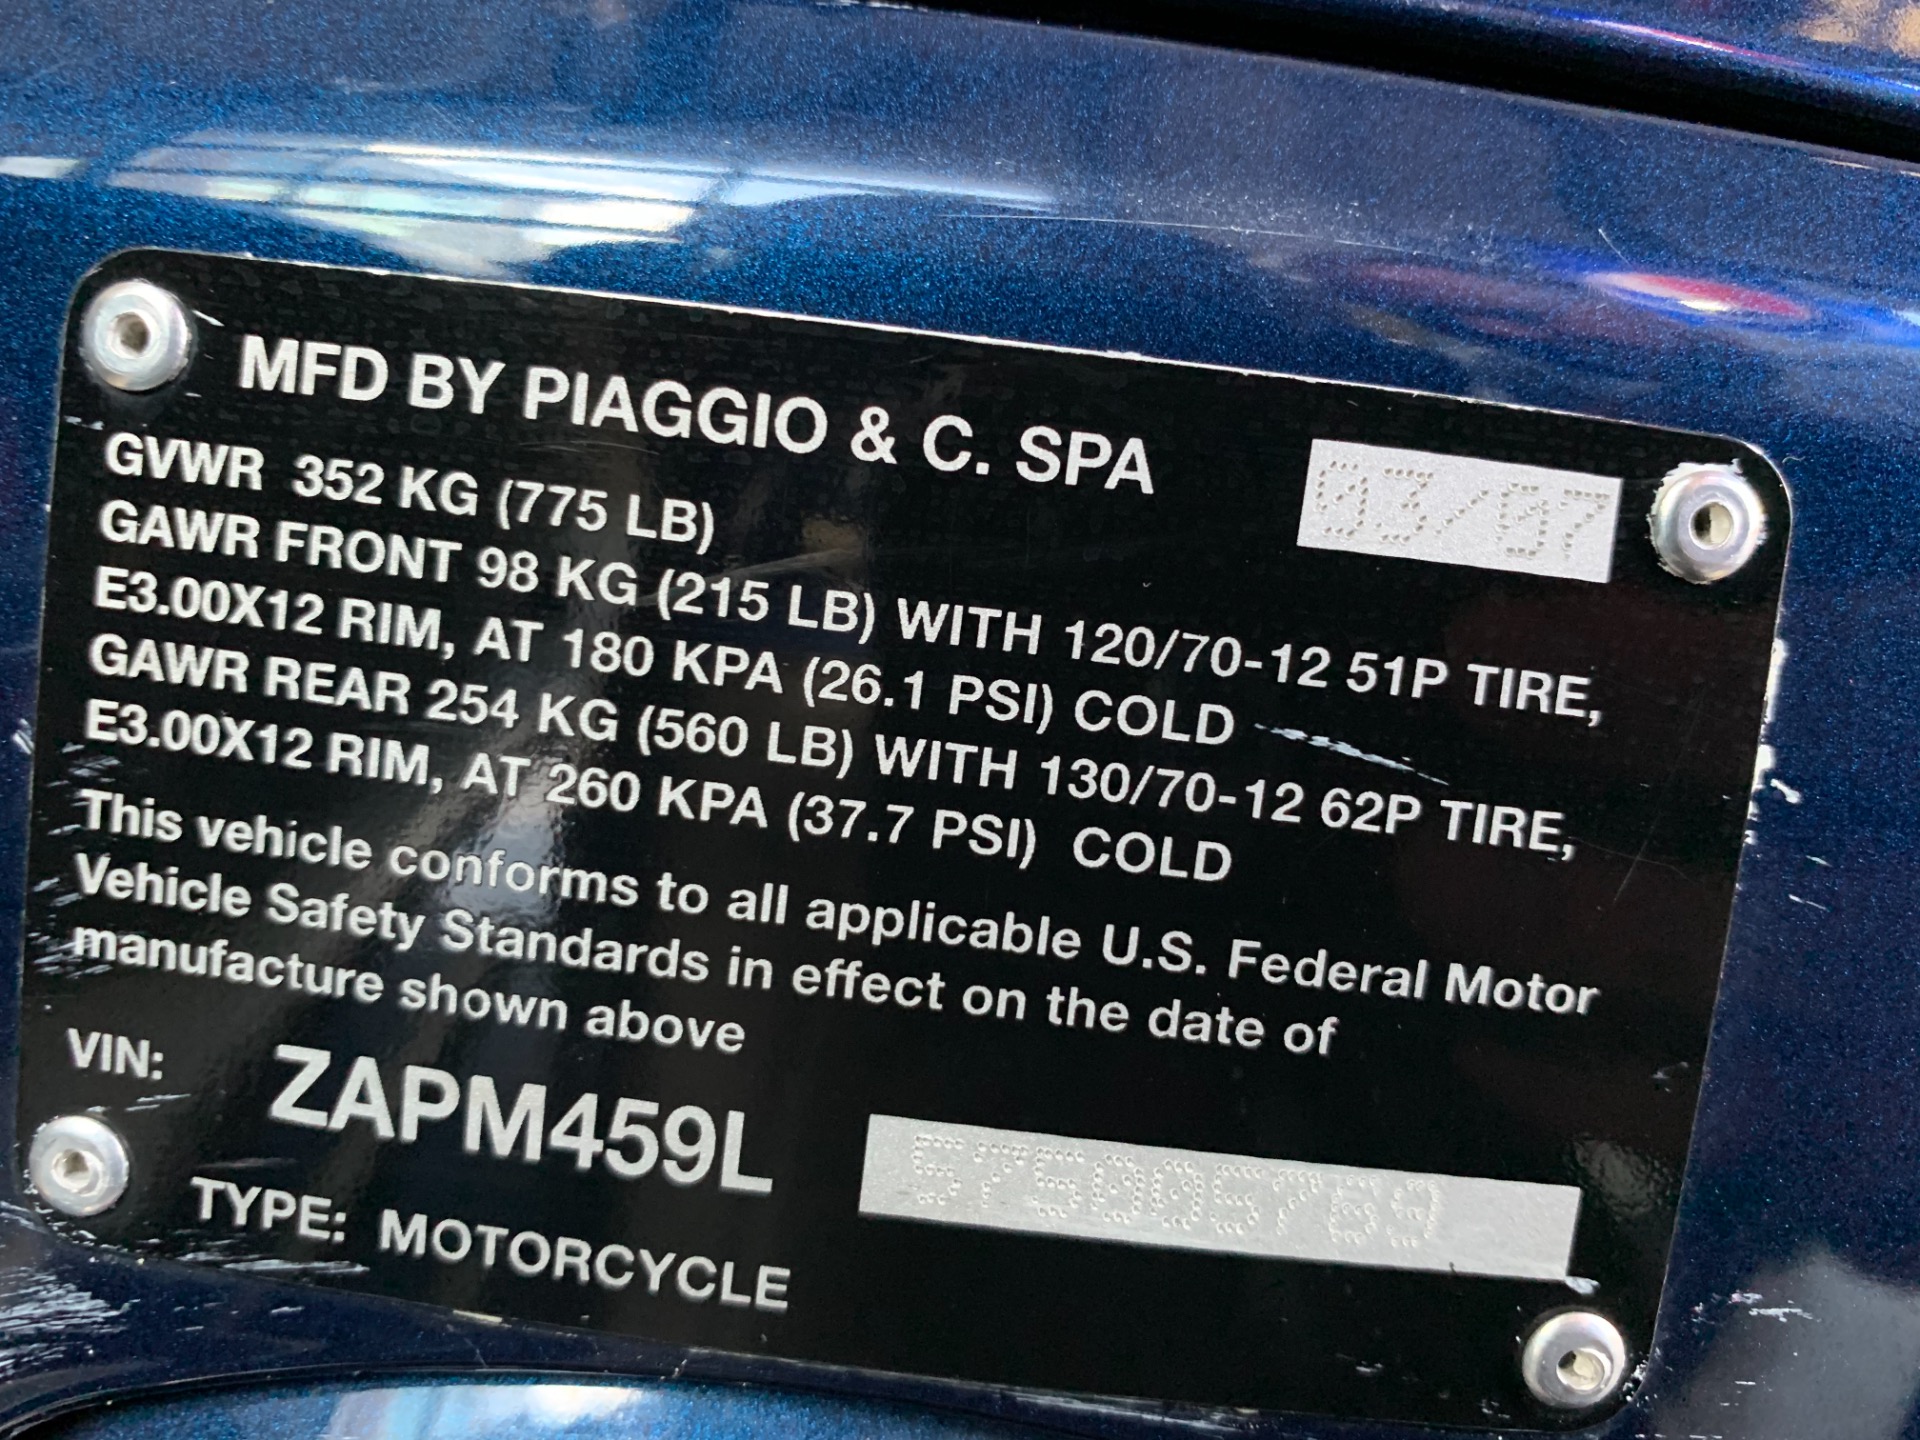 MFD BY PIAGGIO & C. SPA 03/07
GVWR 352 KG (775 LB)
GAWR FRONT 98 KG (215 LB) WITH 120/70-12 51P TIRE,
E3.00X12 RIM, AT 180 KPA (26.1 PSI) COLD
GAWR REAR 254 KG (560 LB) WITH 130/70-12 62P TIRE,
E3.00X12 RIM, AT 260 KPA (37.7 PSI) COLD
This vehicle conforms to all applicable U.S. Federal Motor
Vehicle Safety Standards in effect on the date of
manufacture shown above
VIN: ZAPM459L 575005769
TYPE: MOTORCYCLE